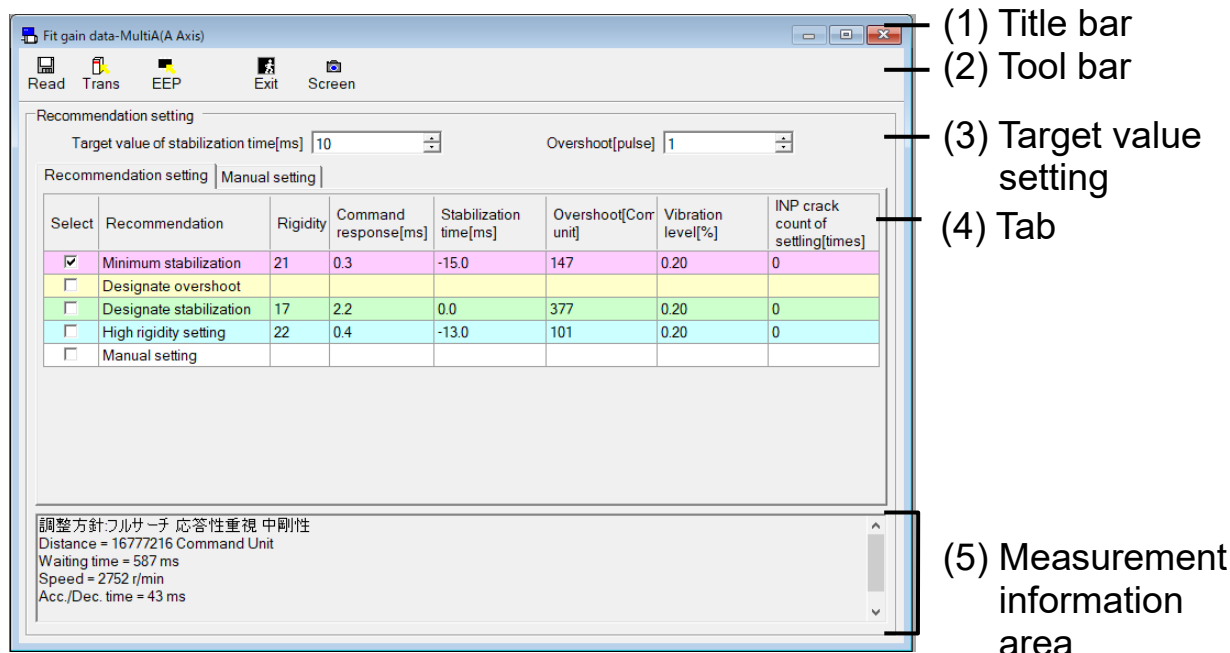 Fit gain data-MultiA(A Axis)
(1) Title bar
Read Trans EEP Exit Screen
(2) Tool bar
Recommendation setting
Target value of stabilization time[ms] 10 Overshoot[pulse] 1
(3) Target value
setting
Recommendation setting Manual setting
Select Recommendation Rigidity Command response[ms] Stabilization time[ms] Overshoot[Com unit] Vibration level[%] INP crack count of settling[times]
(4) Tab
Minimum stabilization 21 0.3 -15.0 147 0.20 0
Designate overshoot
Designate stabilization 17 2.2 0.0 377 0.20 0
High rigidity setting 22 0.4 -13.0 101 0.20 0
Manual setting
調整方針:フルサーチ 応答性重視 中剛性
Distance = 16777216 Command Unit
Waiting time = 587 ms
Speed = 2752 r/min
Acc./Dec. time = 43 ms
(5) Measurement
information
area